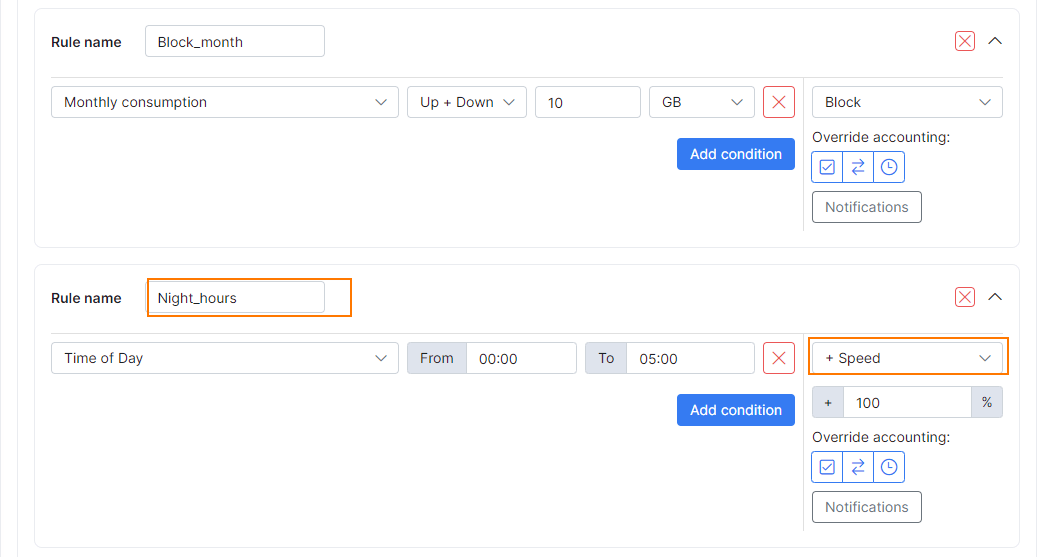 Rule name Block_month
Monthly consumption Up + Down 10 GB Block
Override accounting:
Add condition
Notifications
Rule name Night_hours
Time of Day From 00:00 To 05:00 + Speed
+ 100 %
Add condition
Override accounting:
Notifications